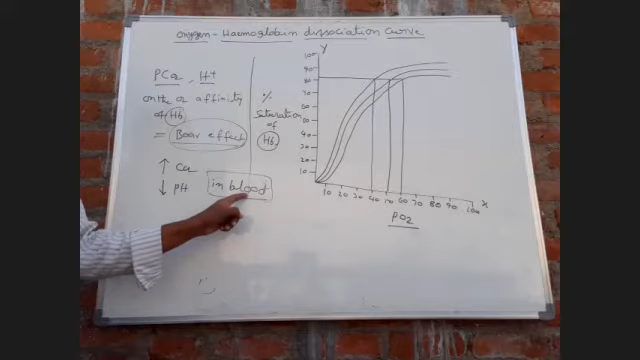 Oxygen - Haemoglobin dissociation Curve
PCO2, H+
on the O2 affinity
of Hb
= Boar effect
↑ Ca
↓ PH
in blood
%
Saturation
of
Hb
Y
100
90
80
70
60
50
40
30
20
10
10 20 30 40 50 60 70 80 90 100 X
PO2